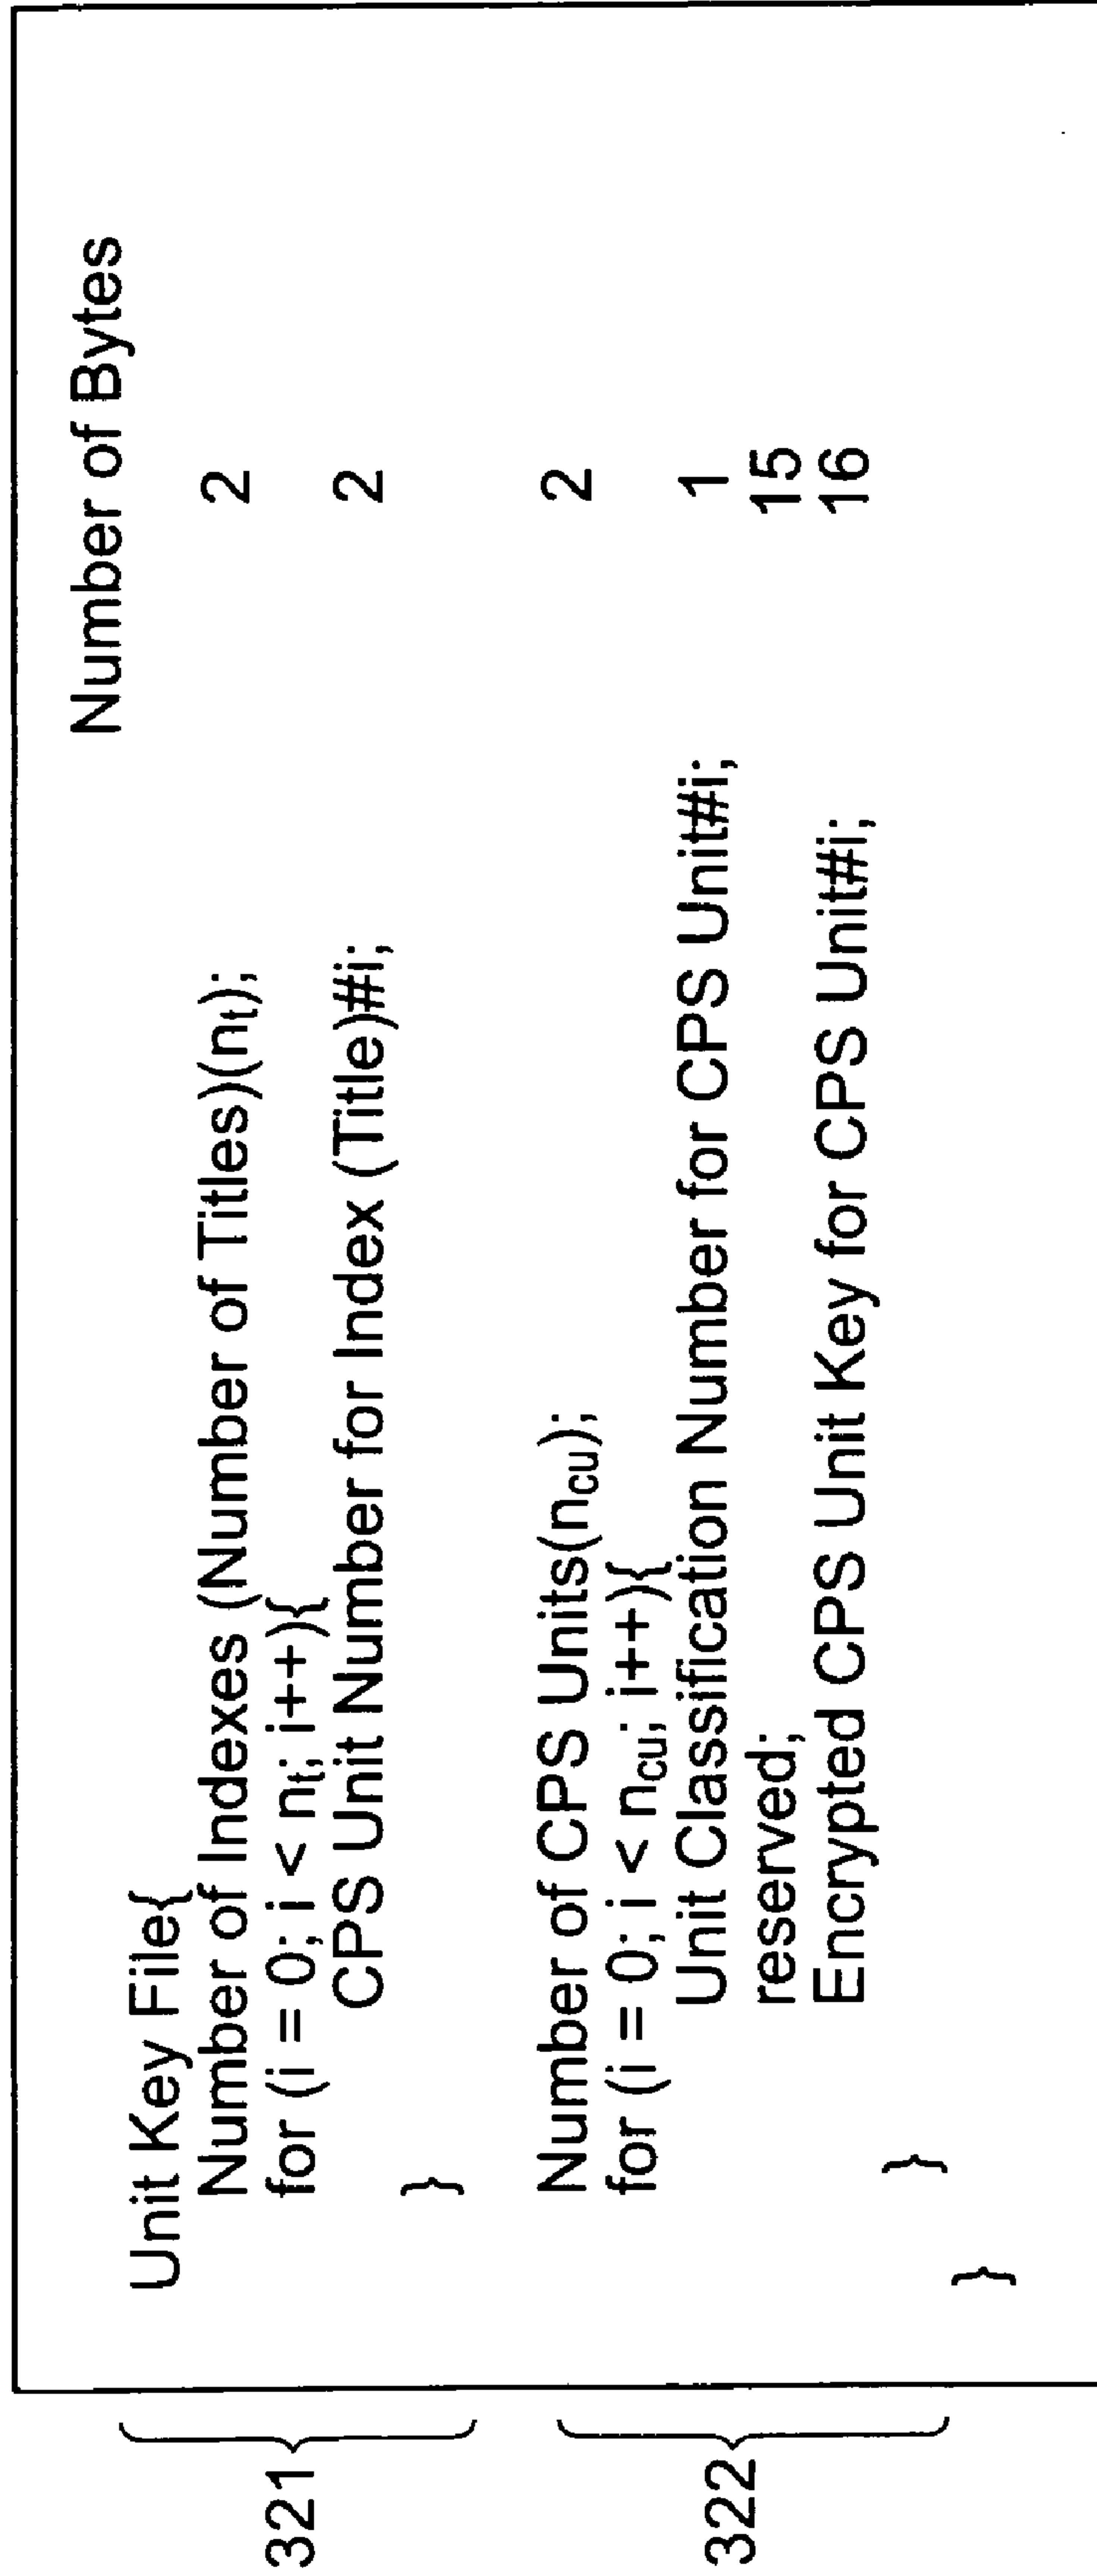 Number of Bytes
Unit Key File{
Number of Indexes (Number of Titles)(nt); 2
for (i = 0; i < nt; i++){
CPS Unit Number for Index (Title)#i; 2
}
Number of CPS Units(ncu); 2
for (i = 0; i < ncu; i++){
Unit Classification Number for CPS Unit#i; 1
reserved; 15
Encrypted CPS Unit Key for CPS Unit#i; 16
}
}
321
322